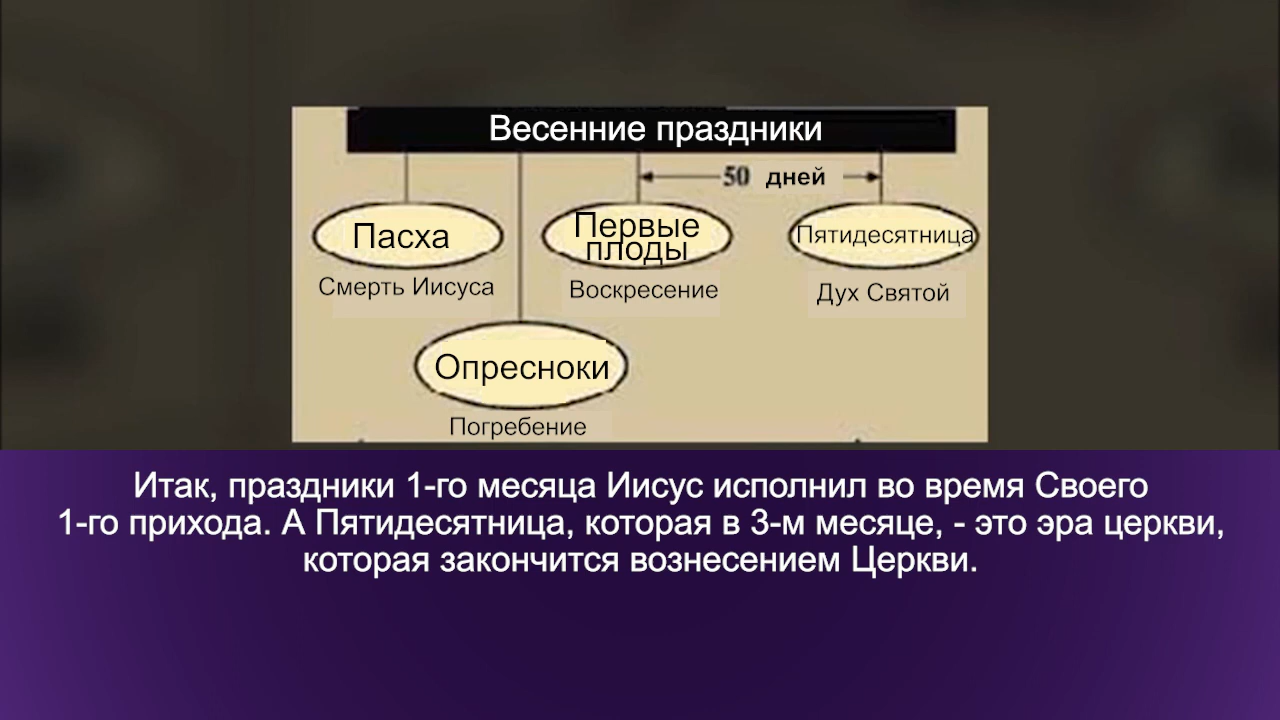 Весенние праздники
50 дней
Пасха
Первые
плоды
Пятидесятница
Смерть Иисуса
Воскресение
Дух Святой
Опресноки
Погребение
Итак, праздники 1-го месяца Иисус исполнил во время Своего
1-го прихода. А Пятидесятница, которая в 3-м месяце, - это эра церкви,
которая закончится вознесением Церкви.